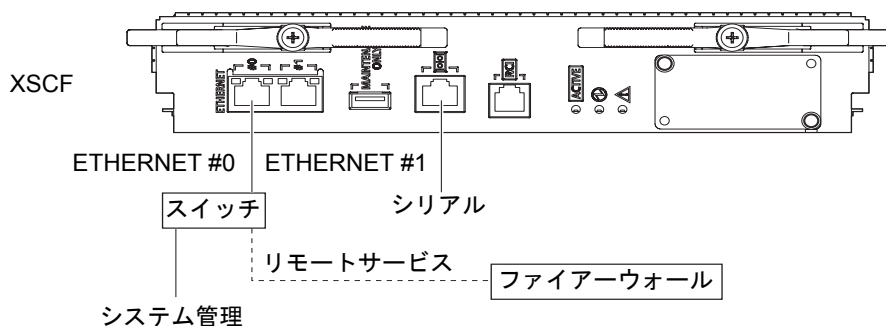 XSCF
ETHERNET
#0
#1
MAINTENANCE ONLY
RCI
ACTIVE
ETHERNET #0
ETHERNET #1
スイッチ
シリアル
リモートサービス
ファイアーウォール
システム管理